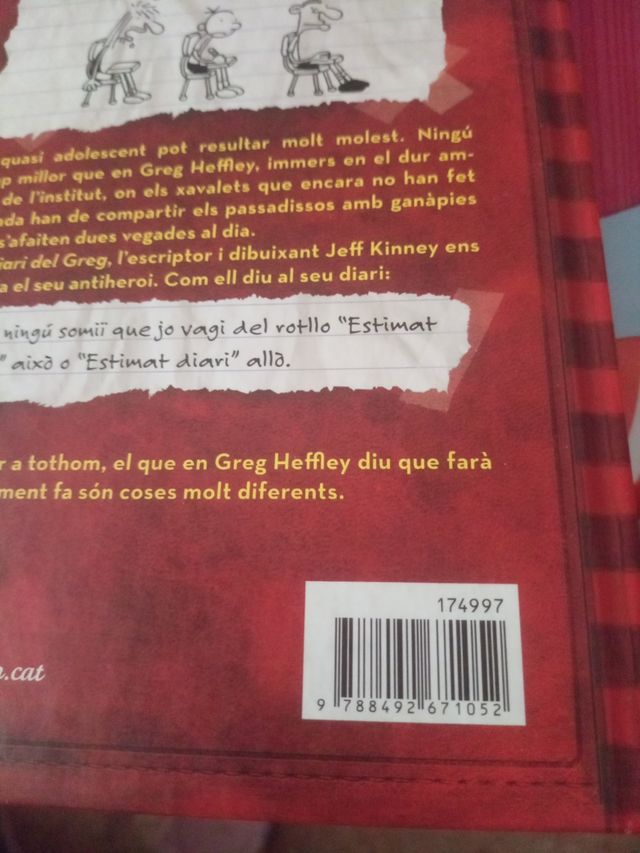 quasi adolescent pot resultar molt molest. Ningú
millor que en Greg Heffley, immers en el dur am-
de l'institut, on els xavalets que encara no han fet
han de compartir els passadissos amb ganàpies
s'afaiten dues vegades al dia.
del Greg, l'escriptor i dibuixant Jeff Kinney ens
a el seu antiheroi. Com ell diu al seu diari:
ningú somiï que jo vagi del rotllo "Estimat
" això o "Estimat diari" allò.
r a tothom, el que en Greg Heffley diu que farà
ment fa són coses molt diferents.
174997
.cat
9 788492 671052